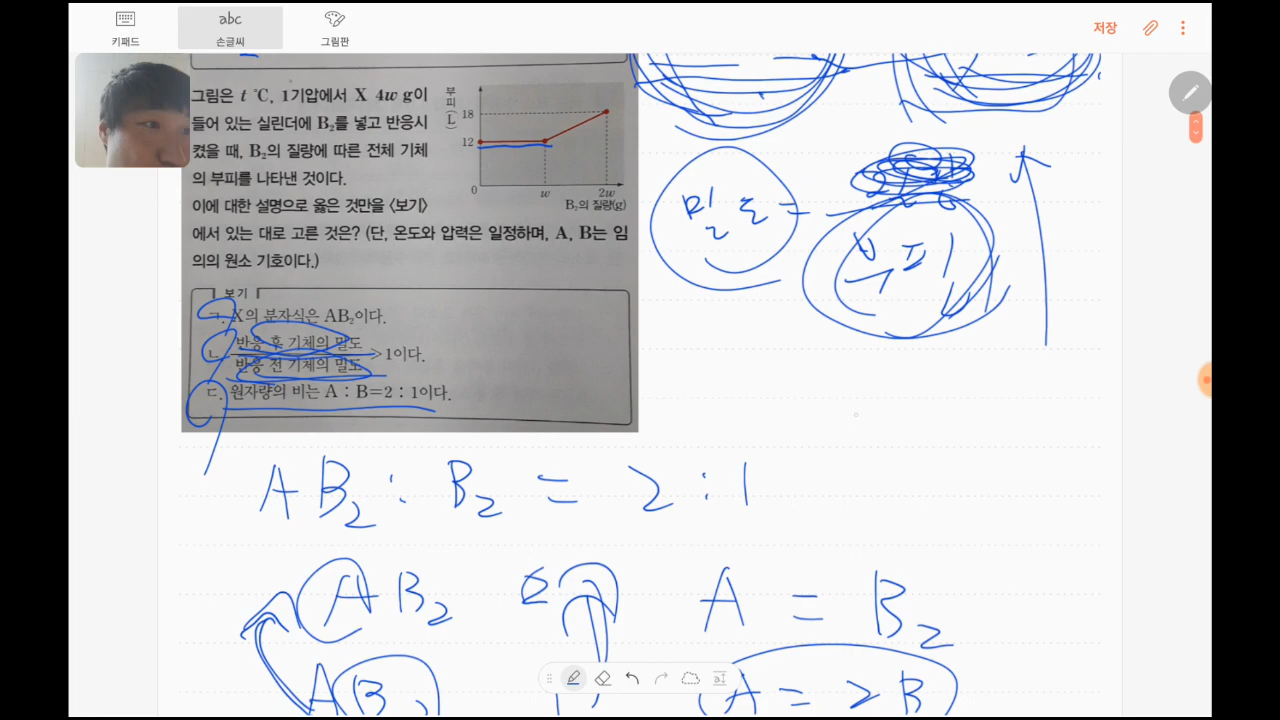 키패드
abc
손글씨
그림판
저장
그림은 t ℃, 1기압에서 X 4w g이
들어 있는 실린더에 B₂를 넣고 반응시
켰을 때, B₂의 질량에 따른 전체 기체
의 부피를 나타낸 것이다.
이에 대한 설명으로 옳은 것만을 〈보기〉
에서 있는 대로 고른 것은? (단, 온도와 압력은 일정하며, A, B는 임
의의 원소 기호이다.)
부피(L)
18
12
0
w
2w
B₂의 질량(g)
보기
ㄱ. X의 분자식은 AB₂이다.
ㄴ. 반응 후 기체의 밀도
반응 전 기체의 밀도
>1이다.
ㄷ. 원자량의 비는 A : B=2 : 1이다.
밀도 =
부피
AB₂ : B₂ = 2 : 1
AB₂
A = B₂
AB₂
A = 2B